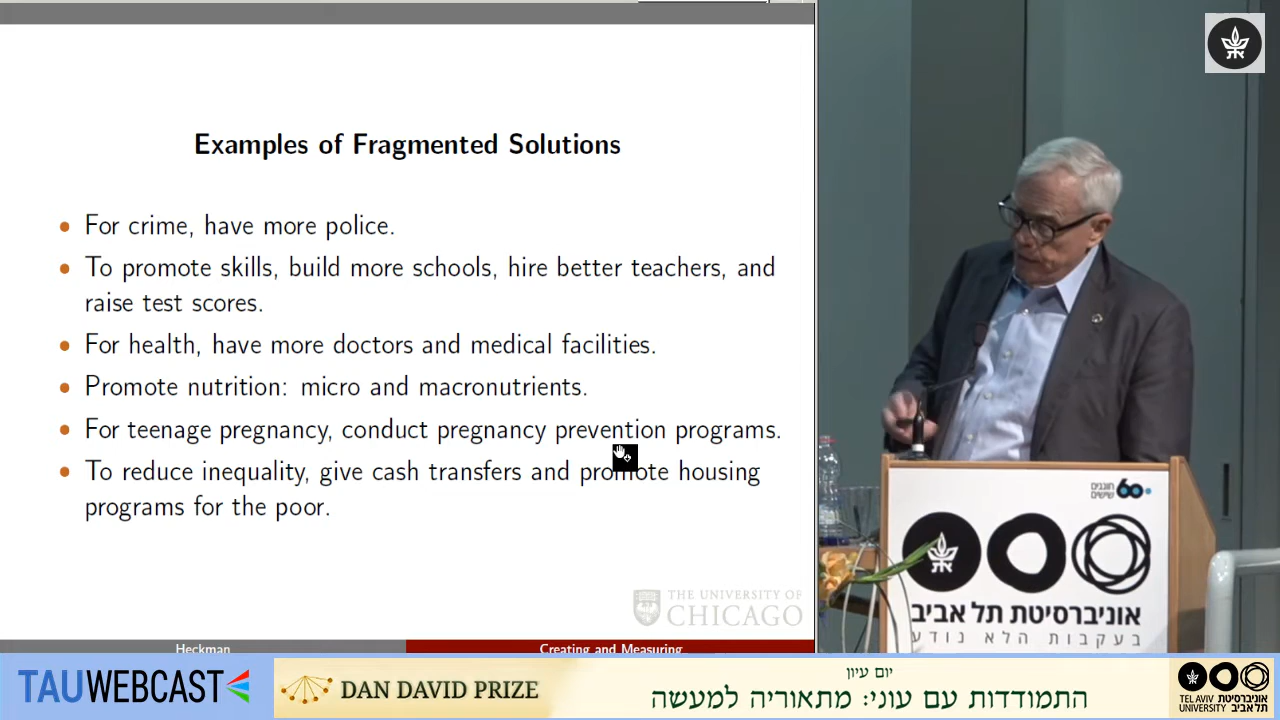 Examples of Fragmented Solutions
For crime, have more police.
To promote skills, build more schools, hire better teachers, and
raise test scores.
For health, have more doctors and medical facilities.
Promote nutrition: micro and macronutrients.
For teenage pregnancy, conduct pregnancy prevention programs.
To reduce inequality, give cash transfers and promote housing
programs for the poor.
THE UNIVERSITY OF
CHICAGO
Heckman
Creating and Measuring
חוגגים
שישים
60
אוניברסיטת תל אביב
בעקבות הלא נודע
TAUWEBCAST
DAN DAVID PRIZE
יום עיון
התמודדות עם עוני: מתאוריה למעשה
TEL AVIV אוניברסיטת
UNIVERSITY תל אביב